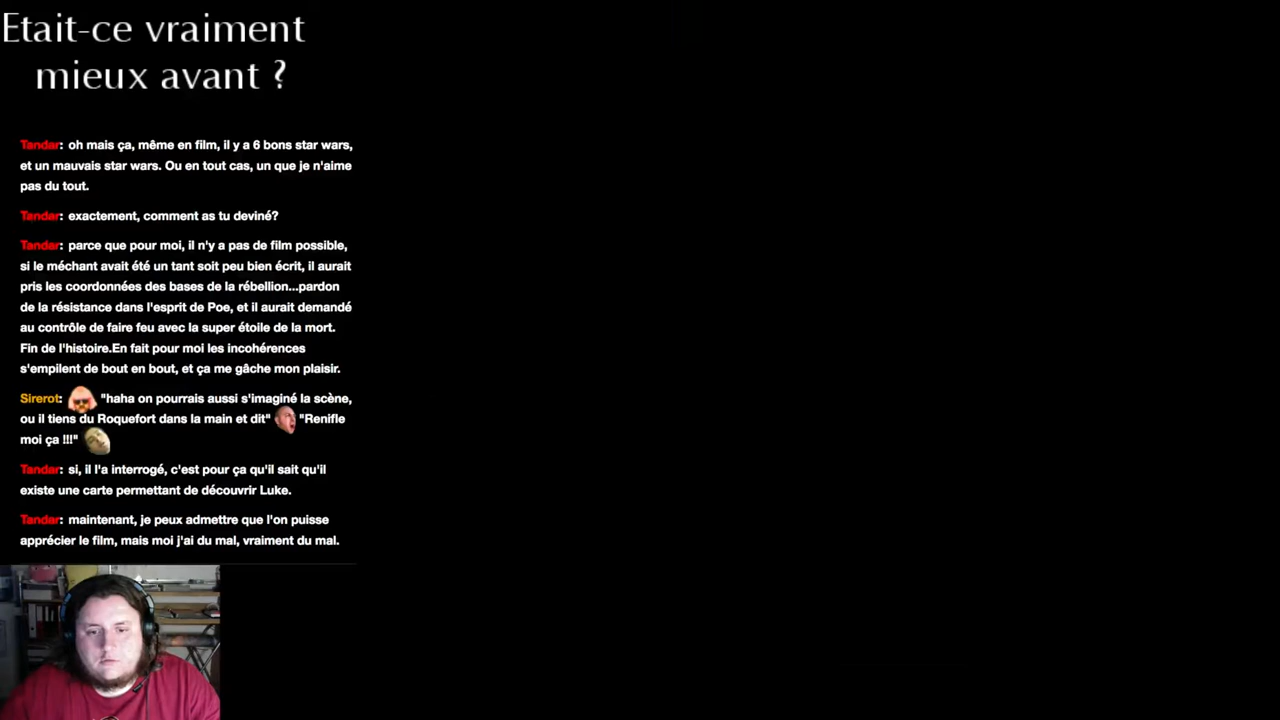 Etait-ce vraiment
mieux avant ?
Tandar: oh mais ça, même en film, il y a 6 bons star wars,
et un mauvais star wars. Ou en tout cas, un que je n'aime
pas du tout.
Tandar: exactement, comment as tu deviné?
Tandar: parce que pour moi, il n'y a pas de film possible,
si le méchant avait été un tant soit peu bien écrit, il aurait
pris les coordonnées des bases de la rébellion...pardon
de la résistance dans l'esprit de Poe, et il aurait demandé
au contrôle de faire feu avec la super étoile de la mort.
Fin de l'histoire.En fait pour moi les incohérences
s'empilent de bout en bout, et ça me gâche mon plaisir.
Sirerot: "haha on pourrais aussi s'imaginé la scène,
ou il tiens du Roquefort dans la main et dit" "Renifle
moi ça !!!"
Tandar: si, il l'a interrogé, c'est pour ça qu'il sait qu'il
existe une carte permettant de découvrir Luke.
Tandar: maintenant, je peux admettre que l'on puisse
apprécier le film, mais moi j'ai du mal, vraiment du mal.